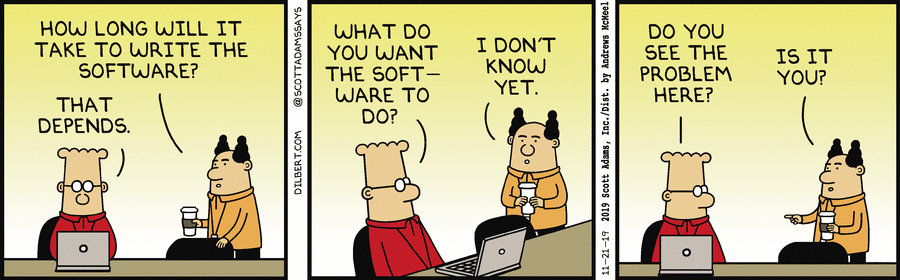 HOW LONG WILL IT
TAKE TO WRITE THE
SOFTWARE?
THAT
DEPENDS.
DILBERT.COM @SCOTTADAMSSAYS
WHAT DO
YOU WANT
THE SOFT-
WARE TO
DO?
I DON'T
KNOW
YET.
11-21-19 2019 Scott Adams, Inc./Dist. by Andrews McMeel
DO YOU
SEE THE
PROBLEM
HERE?
IS IT
YOU?